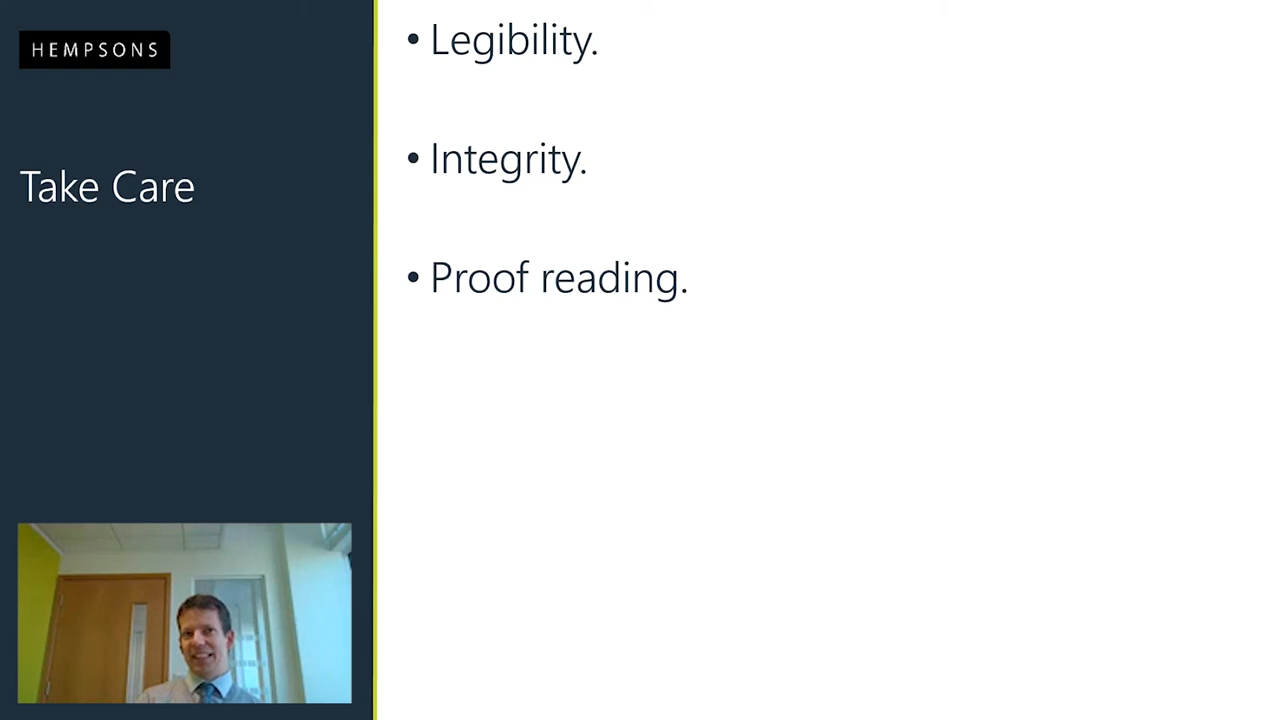 HEMPSONS
Take Care
• Legibility.
• Integrity.
• Proof reading.